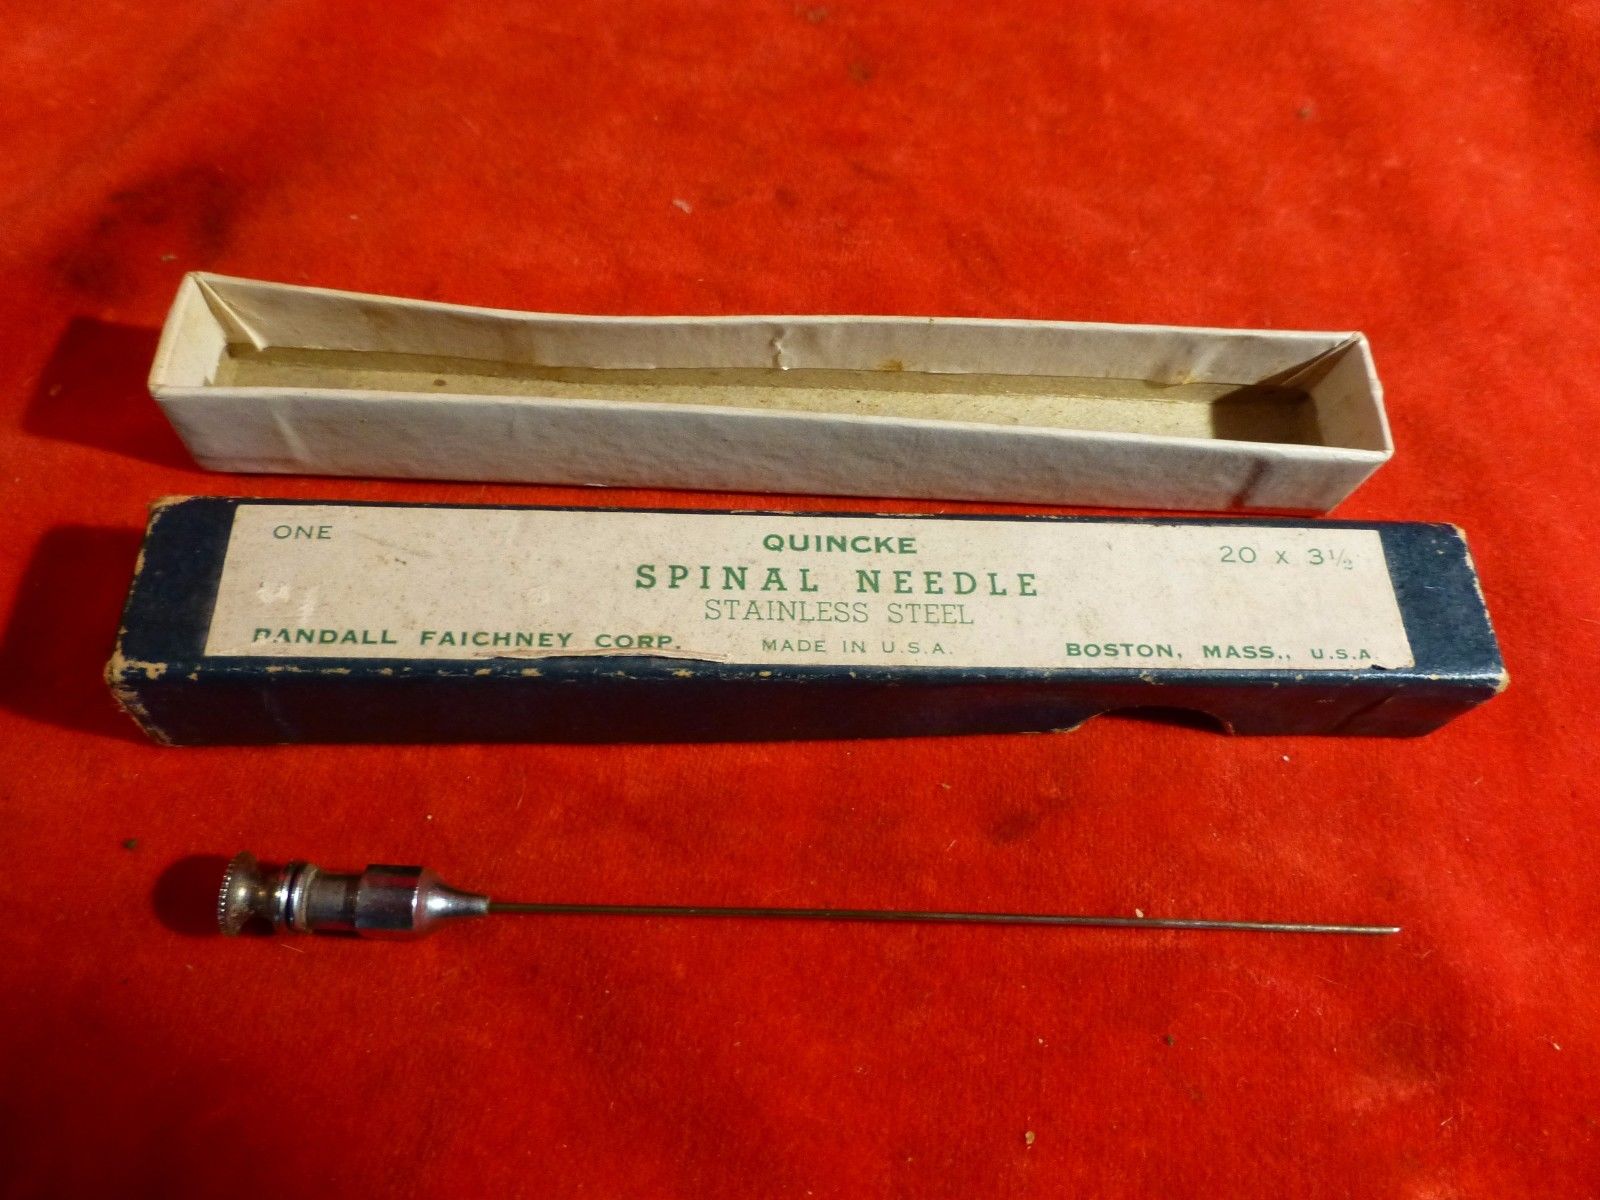 ONE
QUINCKE
20 x 3½
SPINAL NEEDLE
STAINLESS STEEL
RANDALL FAICHNEY CORP. MADE IN U.S.A. BOSTON, MASS., U.S.A.